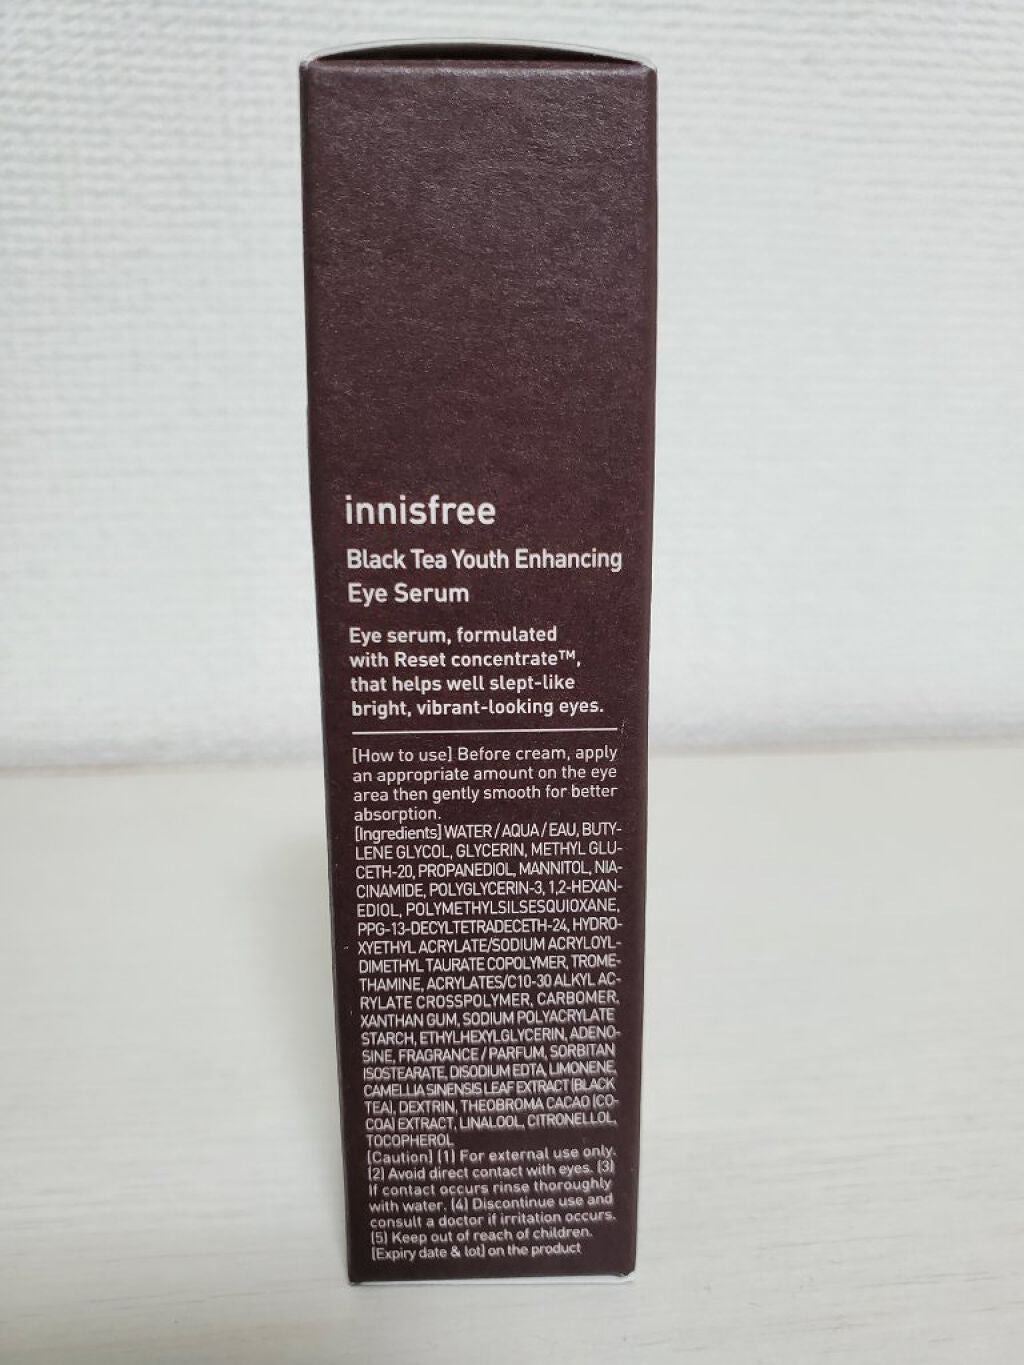 innisfree
Black Tea Youth Enhancing
Eye Serum
Eye serum, formulated
with Reset concentrate™,
that helps well slept-like
bright, vibrant-looking eyes.
[How to use] Before cream, apply
an appropriate amount on the eye
area then gently smooth for better
absorption.
[Ingredients] WATER / AQUA / EAU, BUTY-
LENE GLYCOL, GLYCERIN, METHYL GLU-
CETH-20, PROPANEDIOL, MANNITOL, NIA-
CINAMIDE, POLYGLYCERIN-3, 1,2-HEXAN-
EDIOL, POLYMETHYLSILSESQUIOXANE,
PPG-13-DECYLTETRADECETH-24, HYDRO-
XYETHYL ACRYLATE/SODIUM ACRYLOYL-
DIMETHYL TAURATE COPOLYMER, TROME-
THAMINE, ACRYLATES/C10-30 ALKYL AC-
RYLATE CROSSPOLYMER, CARBOMER,
XANTHAN GUM, SODIUM POLYACRYLATE
STARCH, ETHYLHEXYLGLYCERIN, ADENO-
SINE, FRAGRANCE / PARFUM, SORBITAN
ISOSTEARATE, DISODIUM EDTA, LIMONENE,
CAMELLIA SINENSIS LEAF EXTRACT (BLACK
TEA), DEXTRIN, THEOBROMA CACAO (CO-
COA) EXTRACT, LINALOOL, CITRONELLOL,
TOCOPHEROL
[Caution] (1) For external use only.
(2) Avoid direct contact with eyes. (3)
If contact occurs rinse thoroughly
with water. (4) Discontinue use and
consult a doctor if irritation occurs.
(5) Keep out of reach of children.
[Expiry date & lot] on the product